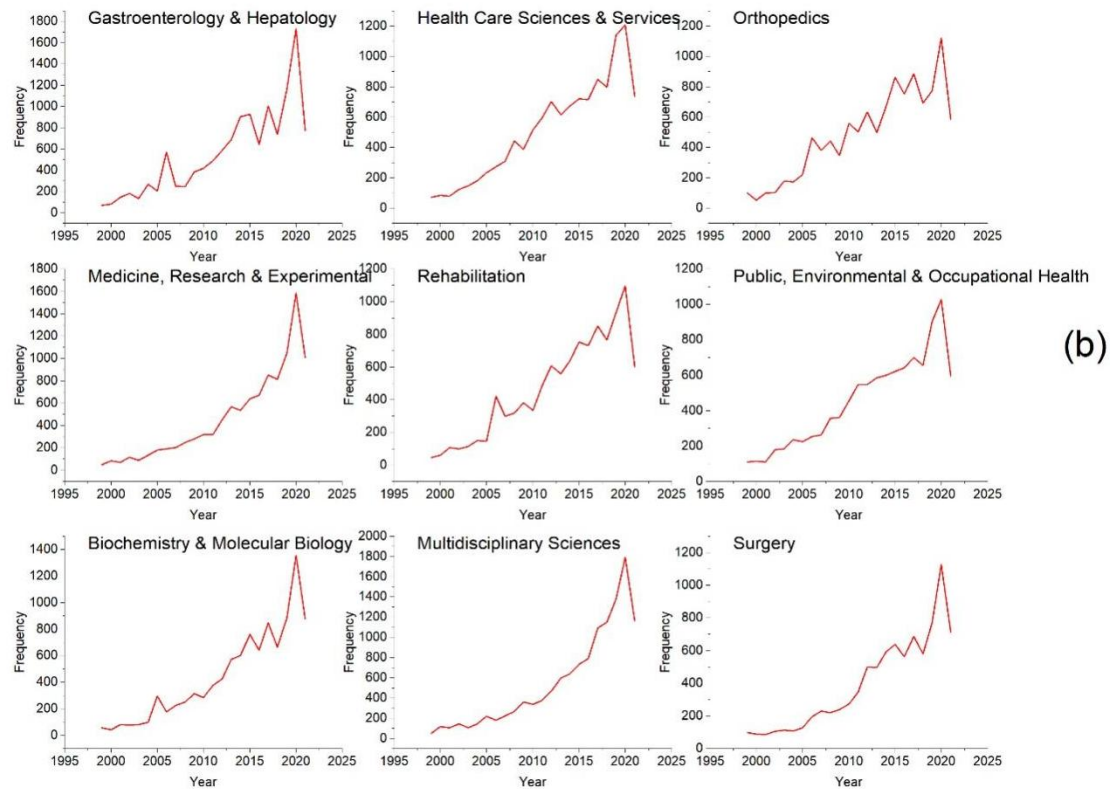 Gastroenterology & Hepatology
1800
1600
1400
1200
1000
800
600
400
200
0
Frequency
1995 2000 2005 2010 2015 2020 2025
Year
Health Care Sciences & Services
1200
1000
800
600
400
200
0
Frequency
1995 2000 2005 2010 2015 2020 2025
Year
Orthopedics
1200
1000
800
600
400
200
0
Frequency
1995 2000 2005 2010 2015 2020 2025
Year
Medicine, Research & Experimental
1800
1600
1400
1200
1000
800
600
400
200
0
Frequency
1995 2000 2005 2010 2015 2020 2025
Year
Rehabilitation
1200
1000
800
600
400
200
0
Frequency
1995 2000 2005 2010 2015 2020 2025
Year
Public, Environmental & Occupational Health
1200
1000
800
600
400
200
0
Frequency
1995 2000 2005 2010 2015 2020 2025
Year
(b)
Biochemistry & Molecular Biology
1400
1200
1000
800
600
400
200
0
Frequency
1995 2000 2005 2010 2015 2020 2025
Year
Multidisciplinary Sciences
2000
1800
1600
1400
1200
1000
800
600
400
200
0
Frequency
1995 2000 2005 2010 2015 2020 2025
Year
Surgery
1200
1000
800
600
400
200
0
Frequency
1995 2000 2005 2010 2015 2020 2025
Year